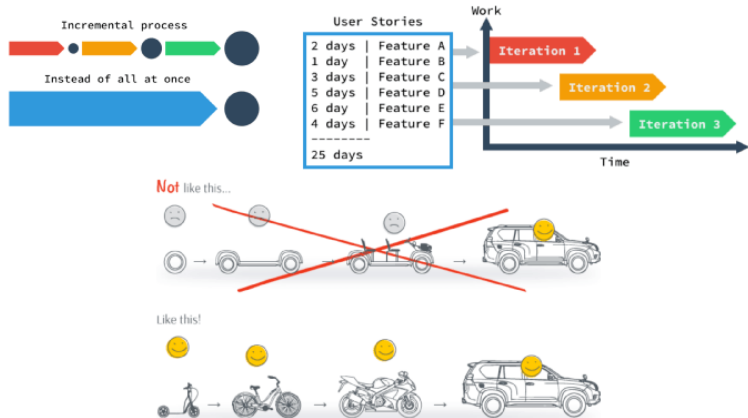 Incremental process
Instead of all at once
User Stories
2 days | Feature A
1 day | Feature B
3 days | Feature C
5 days | Feature D
6 day | Feature E
4 days | Feature F
--------
25 days
Work
Iteration 1
Iteration 2
Iteration 3
Time
Not like this...
Like this!